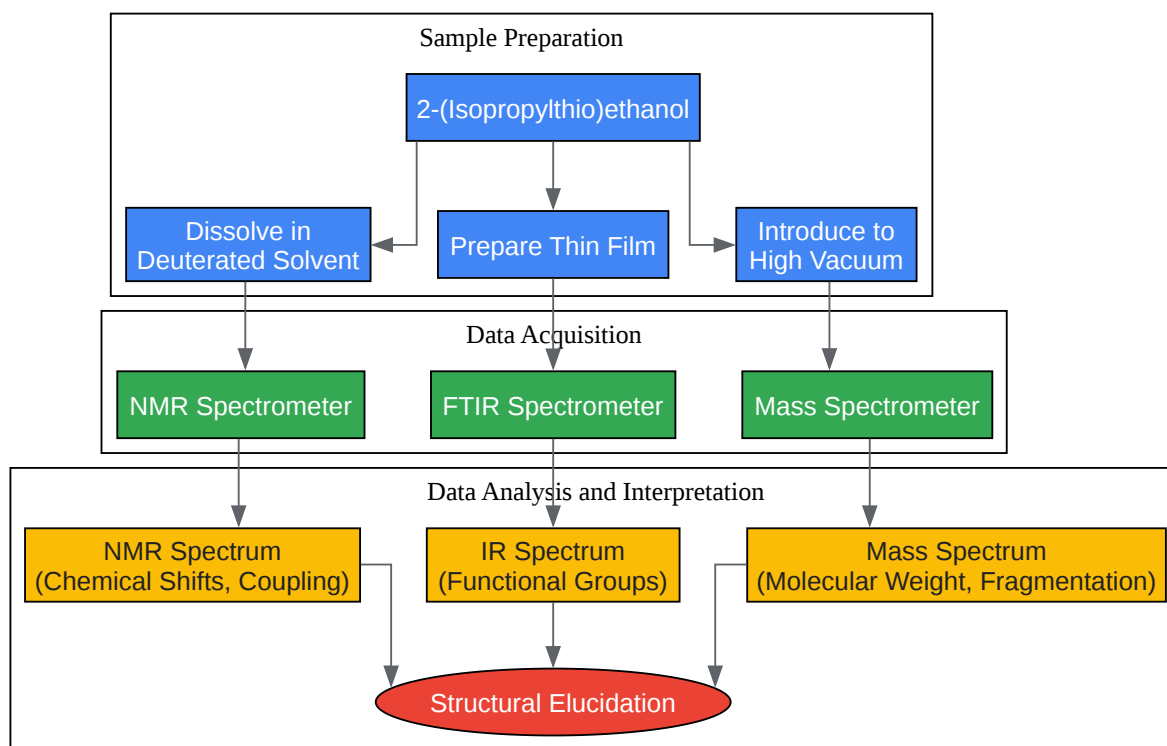 Sample Preparation
2-(Isopropylthio)ethanol
Dissolve in
Deuterated Solvent
Prepare Thin Film
Introduce to
High Vacuum
Data Acquisition
NMR Spectrometer
FTIR Spectrometer
Mass Spectrometer
Data Analysis and Interpretation
NMR Spectrum
(Chemical Shifts, Coupling)
IR Spectrum
(Functional Groups)
Mass Spectrum
(Molecular Weight, Fragmentation)
Structural Elucidation